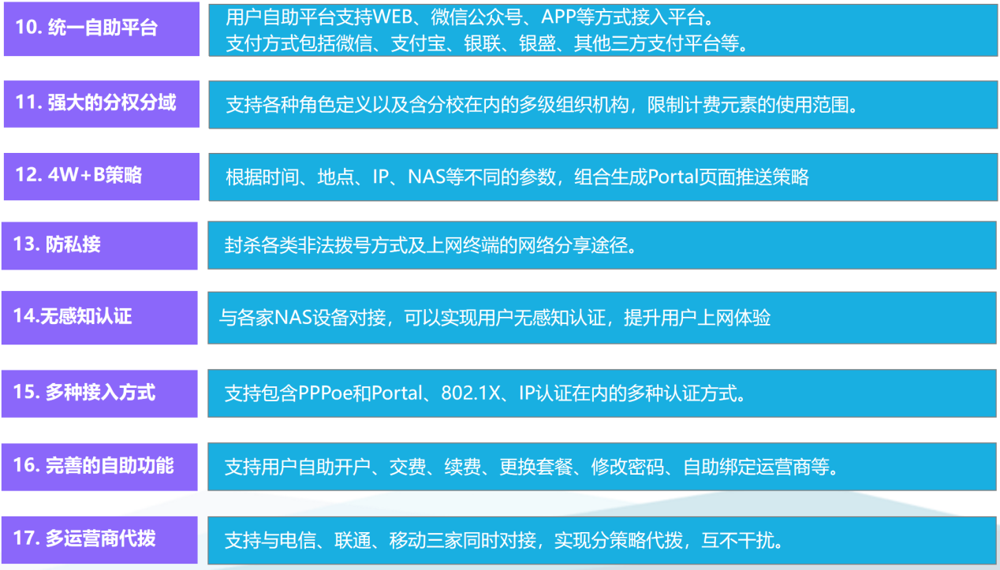 10. 统一自助平台
用户自助平台支持WEB、微信公众号、APP等方式接入平台。
支付方式包括微信、支付宝、银联、银盛、其他三方支付平台等。
11. 强大的分权分域
支持各种角色定义以及含分校在内的多级组织机构，限制计费元素的使用范围。
12. 4W+B策略
根据时间、地点、IP、NAS等不同的参数，组合生成Portal页面推送策略
13. 防私接
封杀各类非法拨号方式及上网终端的网络分享途径。
14.无感知认证
与各家NAS设备对接，可以实现用户无感知认证，提升用户上网体验
15. 多种接入方式
支持包含PPPoe和Portal、802.1X、IP认证在内的多种认证方式。
16. 完善的自助功能
支持用户自助开户、交费、续费、更换套餐、修改密码、自助绑定运营商等。
17. 多运营商代拨
支持与电信、联通、移动三家同时对接，实现分策略代拨，互不干扰。